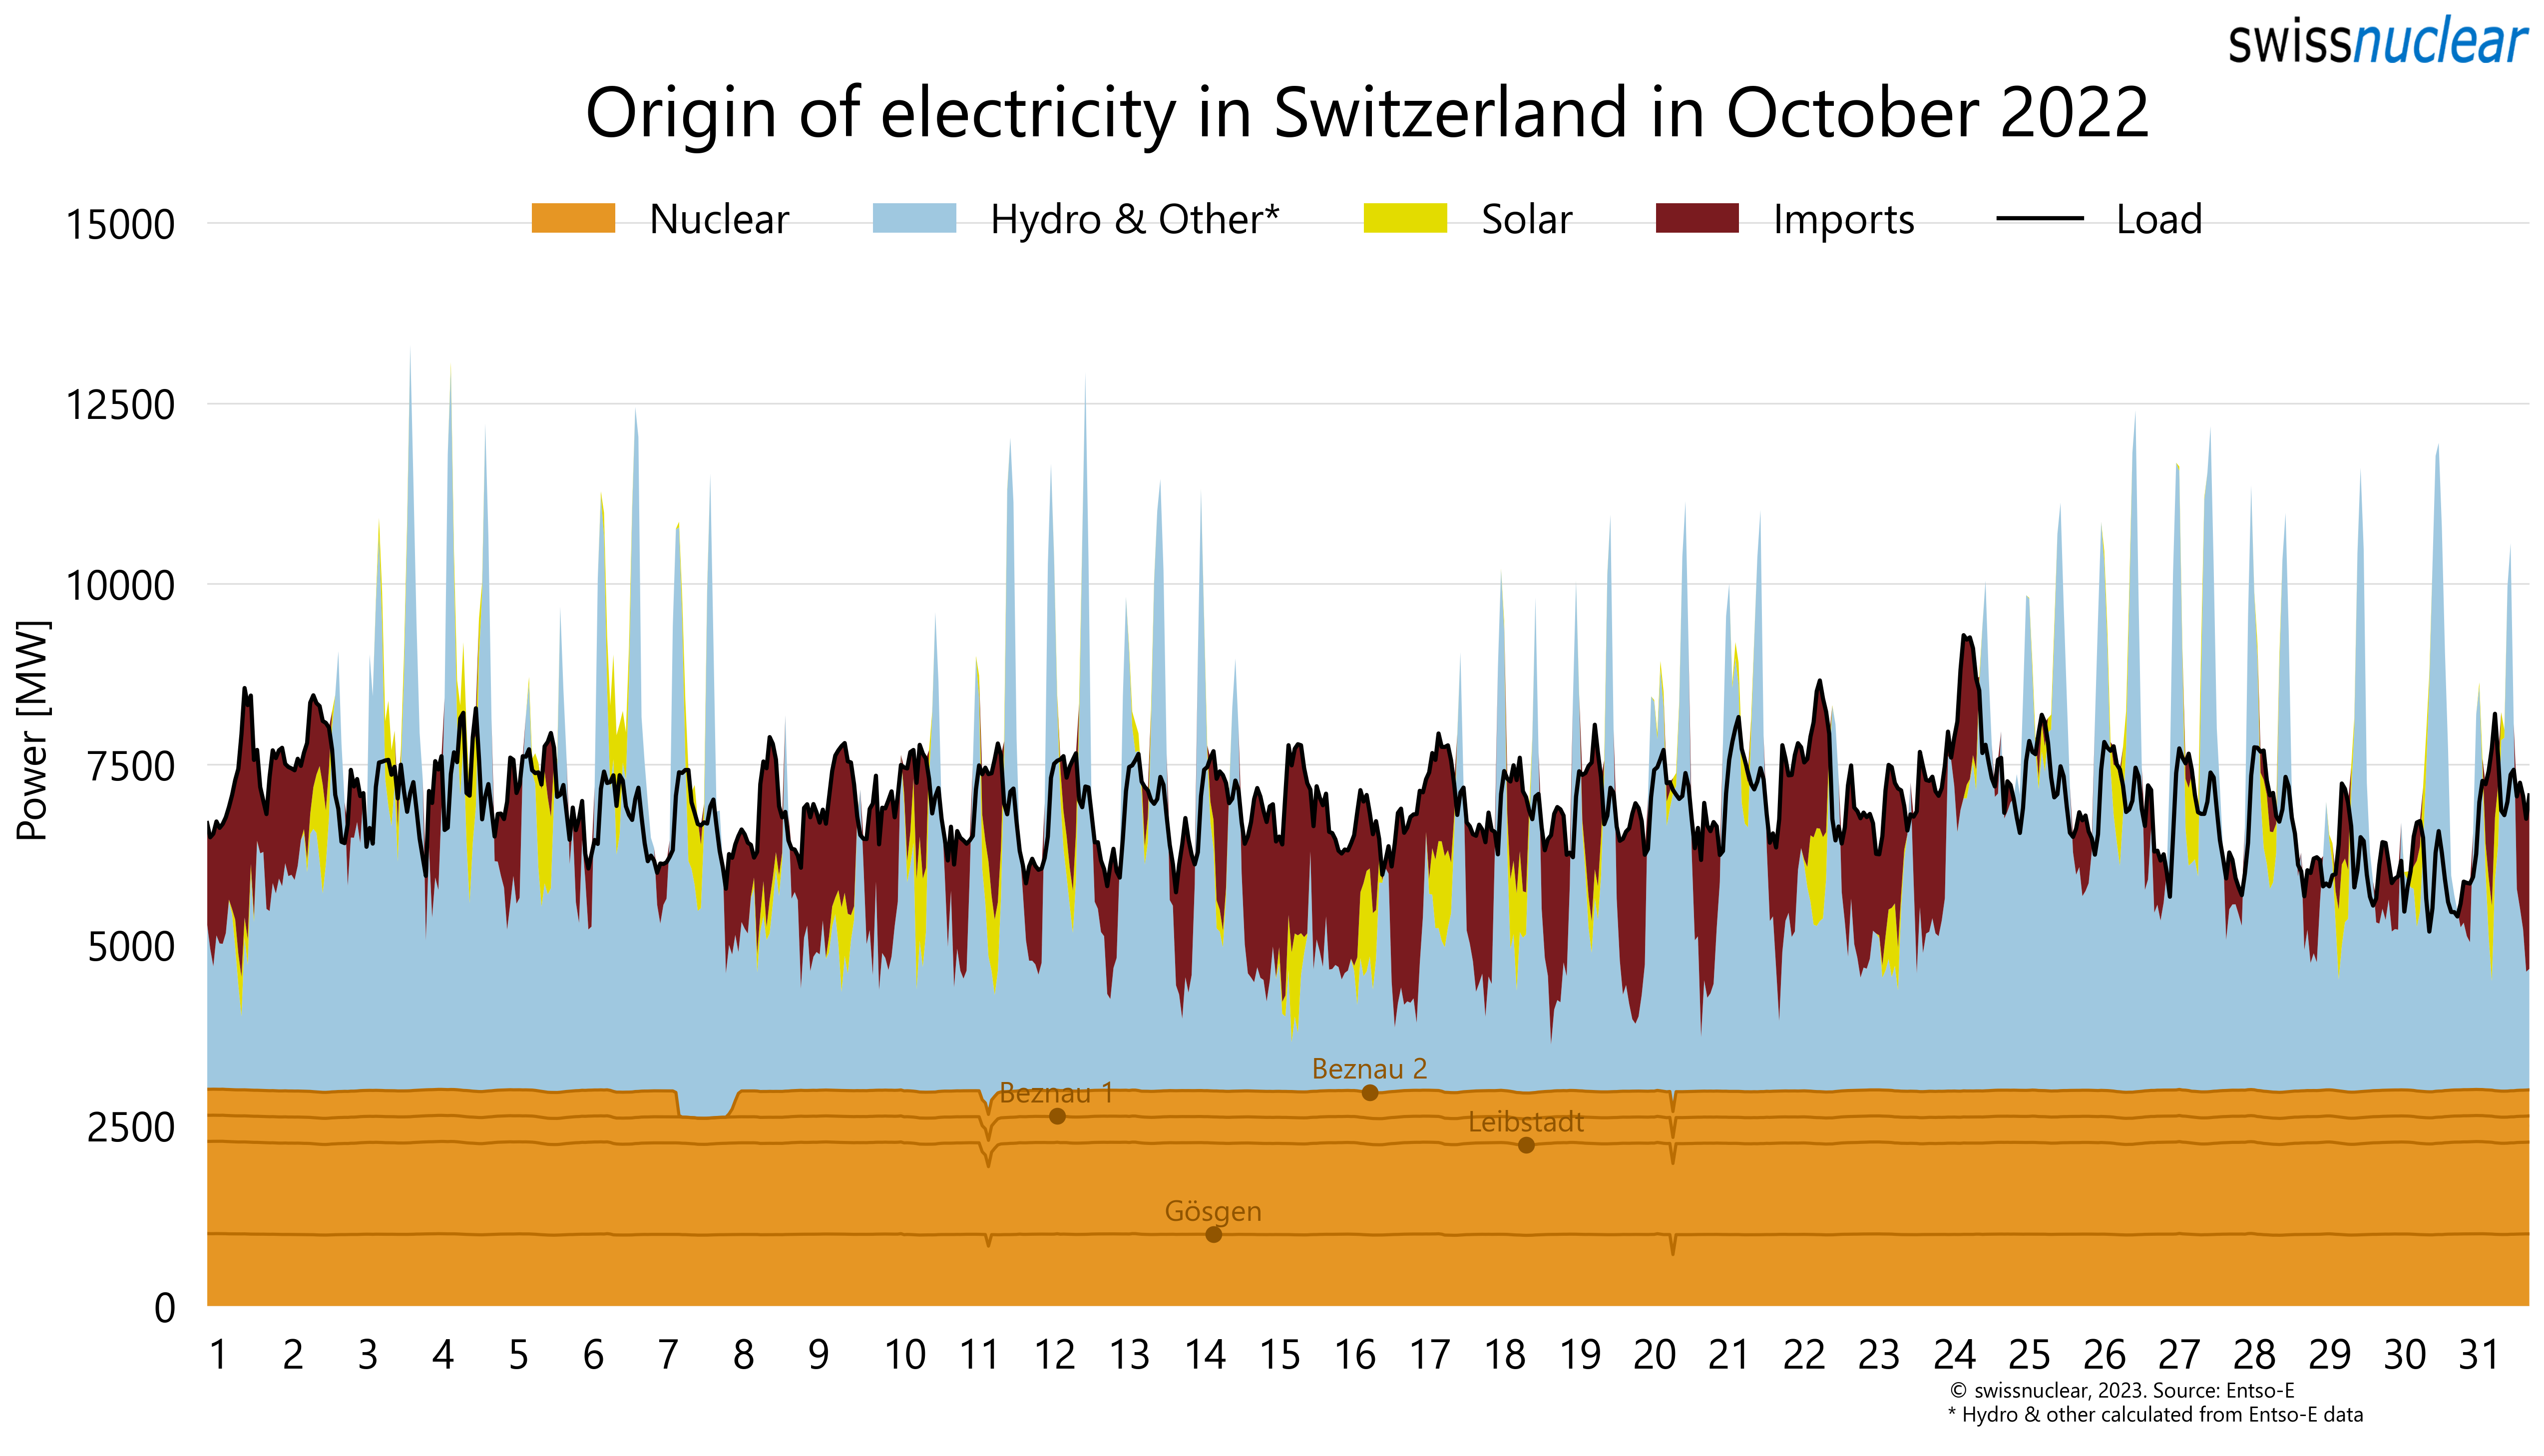 swissnuclear
Origin of electricity in Switzerland in October 2022
Nuclear Hydro & Other* Solar Imports Load
15000
12500
10000
7500
5000
2500
0
Power [MW]
Beznau 2
Beznau 1
Leibstadt
Gösgen
1 2 3 4 5 6 7 8 9 10 11 12 13 14 15 16 17 18 19 20 21 22 23 24 25 26 27 28 29 30 31
© swissnuclear, 2023. Source: Entso-E
* Hydro & other calculated from Entso-E data